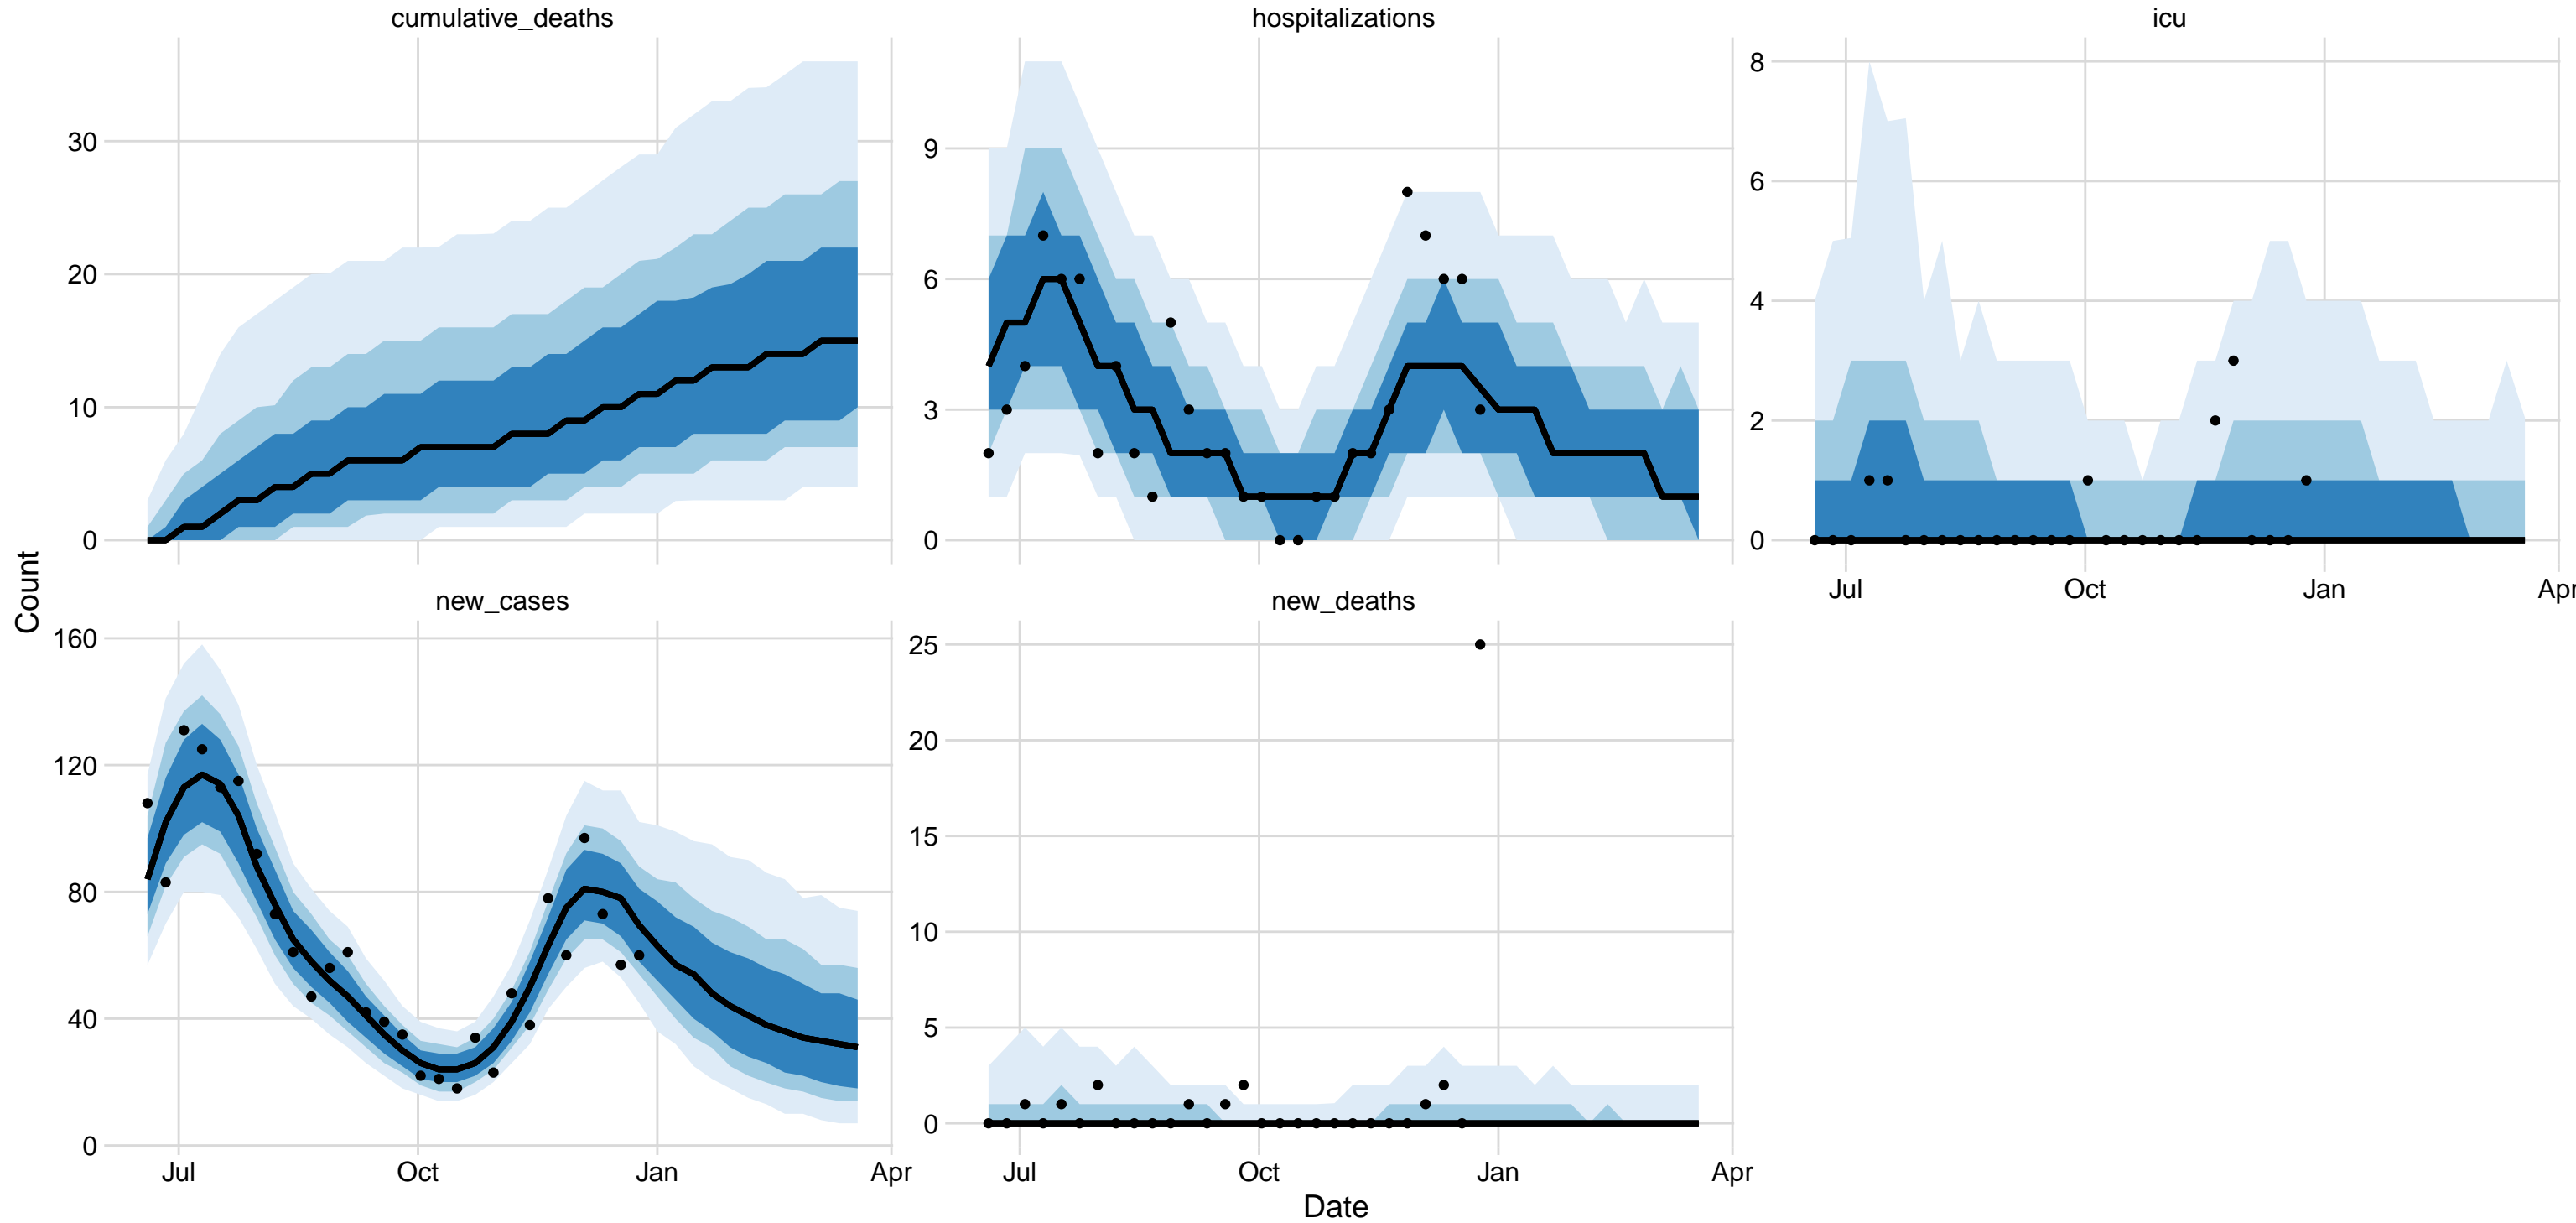 cumulative_deaths
hospitalizations
icu
30
20
10
0
9
6
3
0
8
6
4
2
0
Jul
Oct
Jan
Apr
Count
new_cases
new_deaths
160
120
80
40
0
25
20
15
10
5
0
Jul
Oct
Jan
Apr
Jul
Oct
Jan
Apr
Date